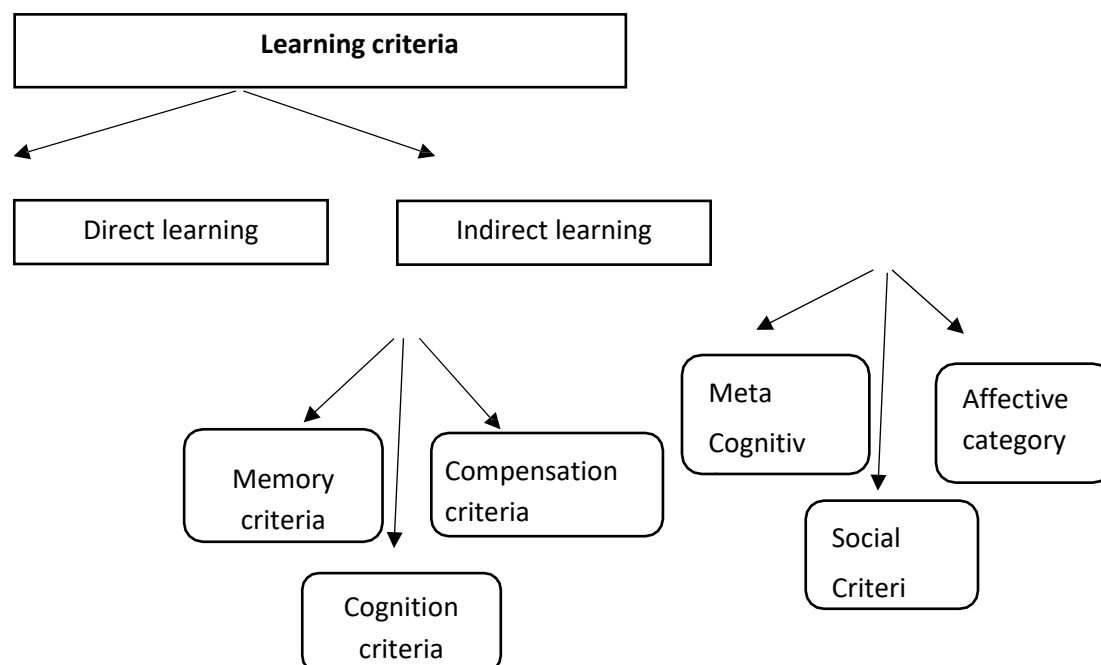 Learning criteria
Direct learning
Indirect learning
Meta
Cognitiv
Affective
category
Memory
criteria
Compensation
criteria
Social
Criteri
Cognition
criteria